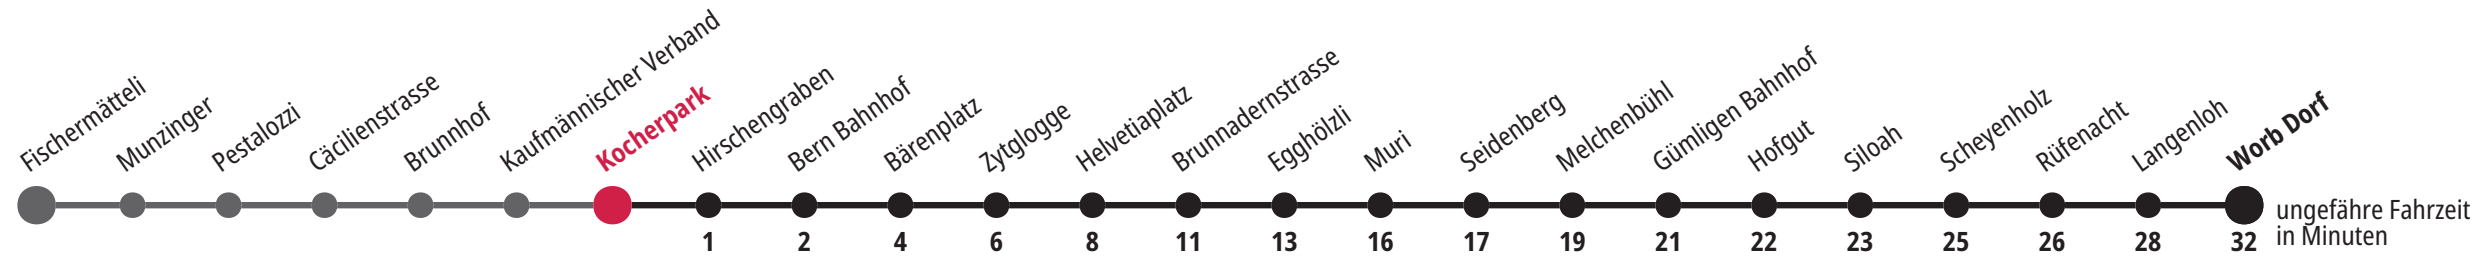 Fischermätteli
Munzinger
Pestalozzi
Cäcilienstrasse
Brunnhof
Kaufmännischer Verband
Kocherpark
Hirschengraben
Bern Bahnhof
Bärenplatz
Zytglogge
Helvetiaplatz
Brunnadernstrasse
Egghölzli
Muri
Seidenberg
Melchenbühl
Gümligen Bahnhof
Hofgut
Siloah
Scheyenholz
Rüfenacht
Langenloh
Worb Dorf
1 2 4 6 8 11 13 16 17 19 21 22 23 25 26 28 32
ungefähre Fahrzeit
in Minuten